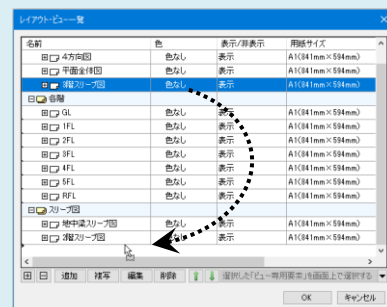 レイアウト・ビュー一覧
名前 色 表示/非表示 用紙サイズ
4方向図 色なし 表示 A1(841mm×594mm)
平面全体図 色なし 表示 A1(841mm×594mm)
3階スリーブ図 色なし 表示 A1(841mm×594mm)
各階
GL 色なし 表示 A1(841mm×594mm)
1FL 色なし 表示 A1(841mm×594mm)
2FL 色なし 表示 A1(841mm×594mm)
3FL 色なし 表示 A1(841mm×594mm)
4FL 色なし 表示 A1(841mm×594mm)
5FL 色なし 表示 A1(841mm×594mm)
RFL 色なし 表示 A1(841mm×594mm)
スリーブ図
地中梁スリーブ図 色なし 表示 A1(841mm×594mm)
2階スリーブ図 色なし 表示 A1(841mm×594mm)
追加 複写 編集 削除 選択した「ビュー専用要素」を画面上で選択する
OK キャンセル